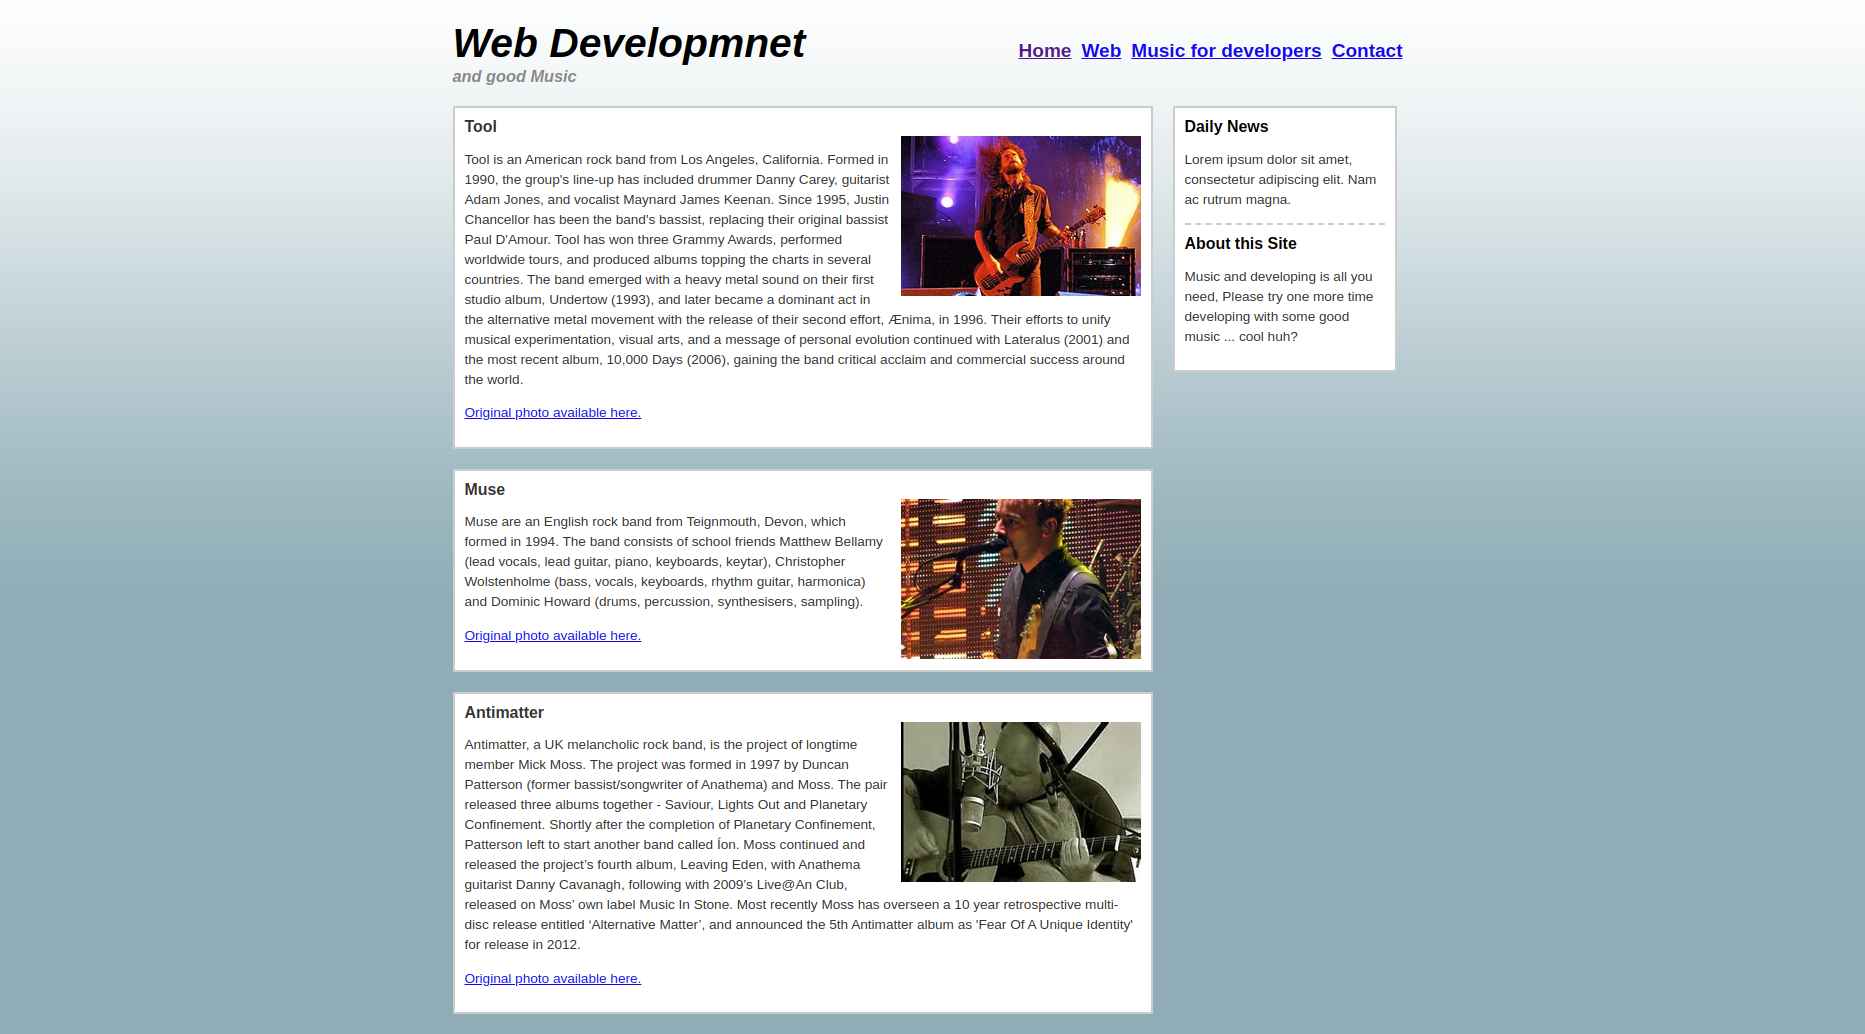 Web Developmnet
and good Music
Home Web Music for developers Contact
Tool
Tool is an American rock band from Los Angeles, California. Formed in
1990, the group's line-up has included drummer Danny Carey, guitarist
Adam Jones, and vocalist Maynard James Keenan. Since 1995, Justin
Chancellor has been the band's bassist, replacing their original bassist
Paul D'Amour. Tool has won three Grammy Awards, performed
worldwide tours, and produced albums topping the charts in several
countries. The band emerged with a heavy metal sound on their first
studio album, Undertow (1993), and later became a dominant act in
the alternative metal movement with the release of their second effort, Ænima, in 1996. Their efforts to unify
musical experimentation, visual arts, and a message of personal evolution continued with Lateralus (2001) and
the most recent album, 10,000 Days (2006), gaining the band critical acclaim and commercial success around
the world.
Original photo available here.
Muse
Muse are an English rock band from Teignmouth, Devon, which
formed in 1994. The band consists of school friends Matthew Bellamy
(lead vocals, lead guitar, piano, keyboards, keytar), Christopher
Wolstenholme (bass, vocals, keyboards, rhythm guitar, harmonica)
and Dominic Howard (drums, percussion, synthesisers, sampling).
Original photo available here.
Antimatter
Antimatter, a UK melancholic rock band, is the project of longtime
member Mick Moss. The project was formed in 1997 by Duncan
Patterson (former bassist/songwriter of Anathema) and Moss. The pair
released three albums together - Saviour, Lights Out and Planetary
Confinement. Shortly after the completion of Planetary Confinement,
Patterson left to start another band called Íon. Moss continued and
released the project’s fourth album, Leaving Eden, with Anathema
guitarist Danny Cavanagh, following with 2009’s Live@An Club,
released on Moss’ own label Music In Stone. Most recently Moss has overseen a 10 year retrospective multi-
disc release entitled ‘Alternative Matter’, and announced the 5th Antimatter album as 'Fear Of A Unique Identity'
for release in 2012.
Original photo available here.
Daily News
Lorem ipsum dolor sit amet,
consectetur adipiscing elit. Nam
ac rutrum magna.
About this Site
Music and developing is all you
need, Please try one more time
developing with some good
music ... cool huh?